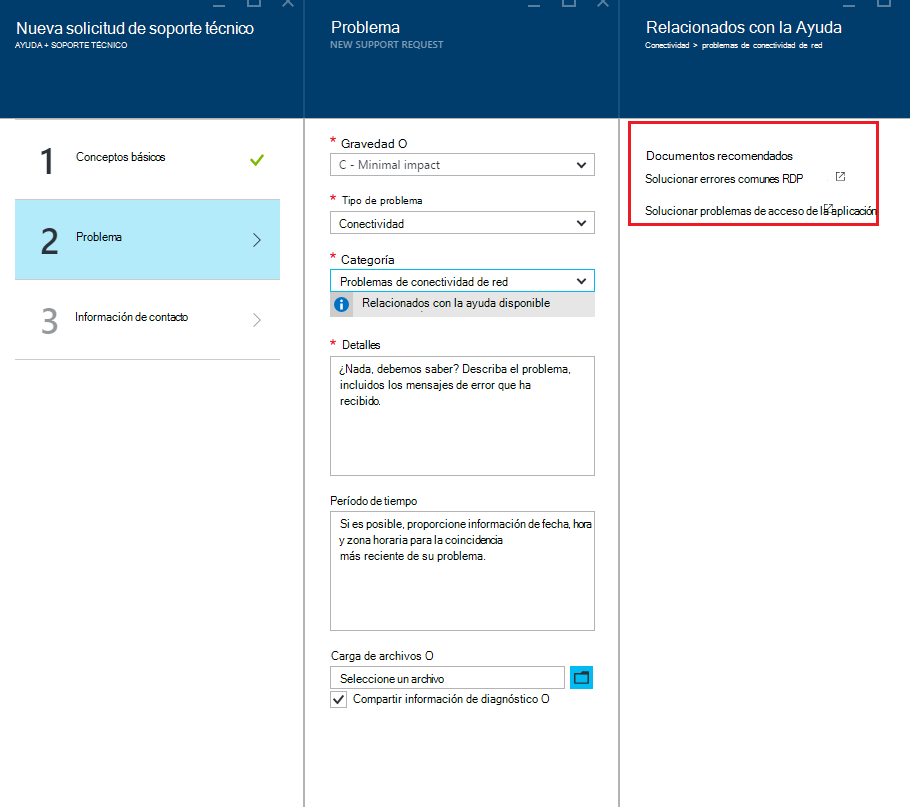 Nueva solicitud de soporte técnico
AYUDA + SOPORTE TÉCNICO
1
Conceptos básicos
2
Problema
3
Información de contacto
Problema
NEW SUPPORT REQUEST
* Gravedad O
C - Minimal impact
* Tipo de problema
Conectividad
* Categoría
Problemas de conectividad de red
Relacionados con la ayuda disponible
* Detalles
¿Nada, debemos saber? Describa el problema,
incluidos los mensajes de error que ha
recibido.
Período de tiempo
Si es posible, proporcione información de fecha, hora
y zona horaria para la coincidencia
más reciente de su problema.
Carga de archivos O
Seleccione un archivo
Compartir información de diagnóstico O
Relacionados con la Ayuda
Conectividad > problemas de conectividad de red
Documentos recomendados
Solucionar errores comunes RDP
Solucionar problemas de acceso de la aplicación